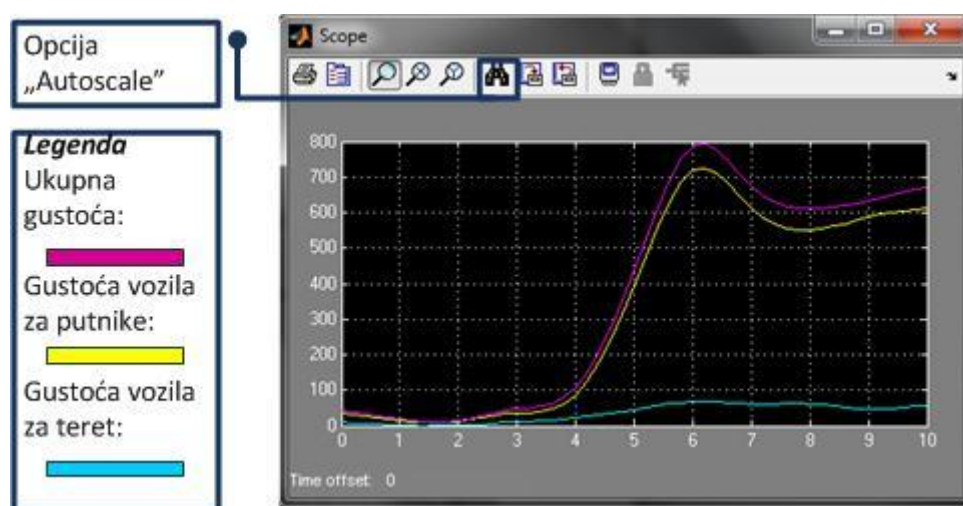 Opcija
„Autoscale”
Legenda
Ukupna
gustoća:
Gustoća vozila
za putnike:
Gustoća vozila
za teret:
Scope
800
700
600
500
400
300
200
100
0
0 1 2 3 4 5 6 7 8 9 10
Time offset: 0